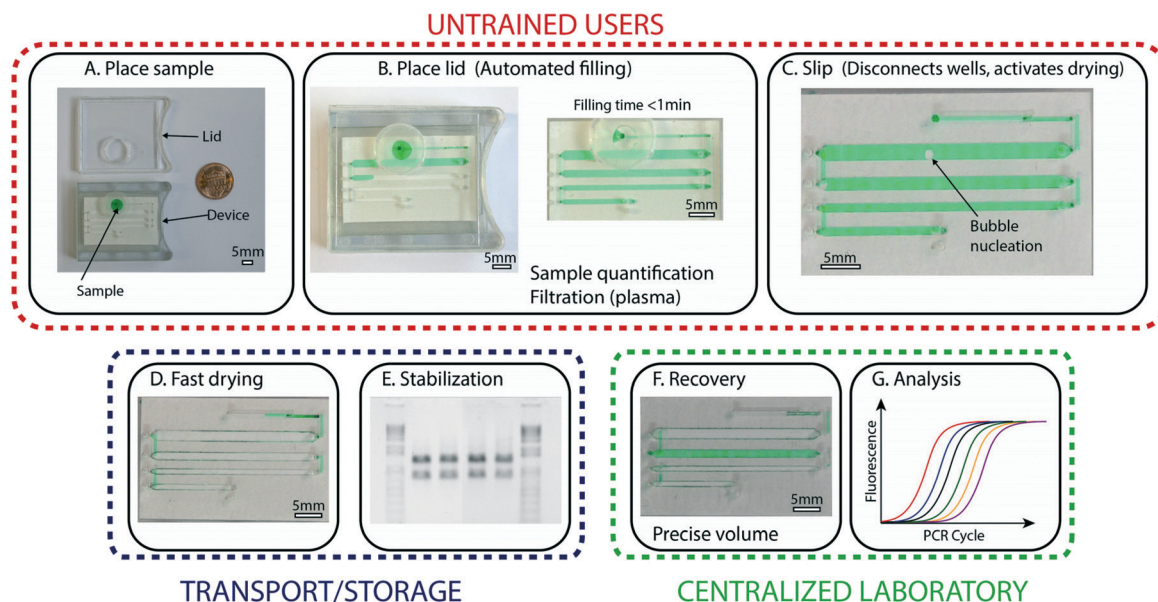 UNTRAINED USERS
A. Place sample
Lid
Device
5mm
Sample
B. Place lid (Automated filling)
5mm
Filling time <1min
5mm
Sample quantification
Filtration (plasma)
C. Slip (Disconnects wells, activates drying)
Bubble
nucleation
5mm
D. Fast drying
5mm
E. Stabilization
TRANSPORT/STORAGE
F. Recovery
5mm
Precise volume
G. Analysis
Fluorescence
PCR Cycle
CENTRALIZED LABORATORY